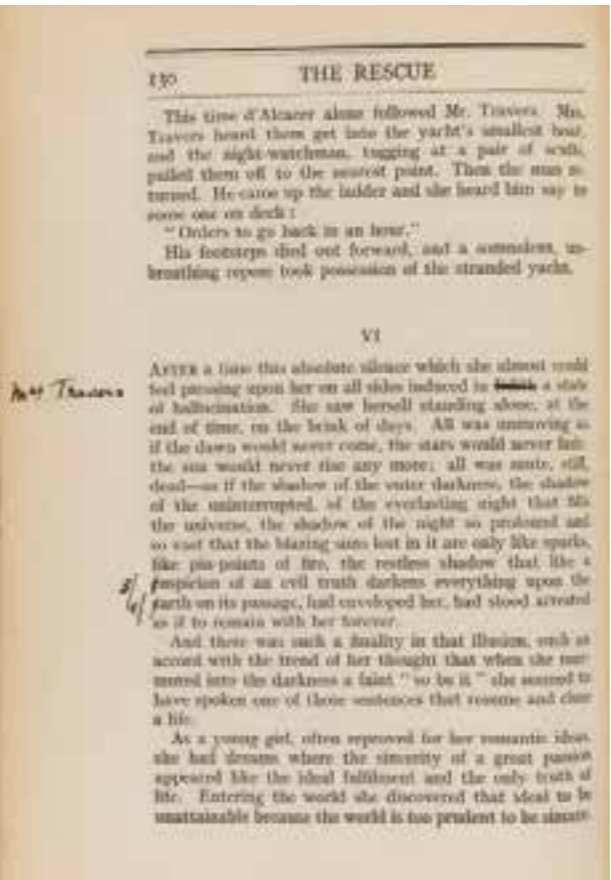 130 THE RESCUE
This time d'Alcacer alone followed Mr. Travers. Mrs.
Travers heard them get into the yacht's smallest boat,
and the night-watchman, tugging at a pair of sculls,
pulled them off to the nearest point. Then the man re-
turned. He came up the ladder and she heard him say to
some one on deck:
"Orders to go back in an hour."
His footsteps died out forward, and a somnolent, un-
breathing repose took possession of the stranded yacht.
VI
AFTER a time this absolute silence which she almost could
Mrs Travers
feel pressing upon her on all sides induced in a state
of hallucination. She saw herself standing alone, at the
end of time, on the brink of days. All was unmoving as
if the dawn would never come, the stars would never fade,
the sun would never rise any more; all was mute, still,
dead—as if the shadow of the outer darkness, the shadow
of the uninterrupted, of the everlasting night that fills
the universe, the shadow of the night so profound and
so vast that the blazing suns lost in it are only like sparks,
like pin-points of fire, the restless shadow that like a
s/ uspicion of an evil truth darkens everything upon the
e/ arth on its passage, had enveloped her, had stood arrested
as if to remain with her forever.
And there was such a finality in that illusion, such an
accord with the trend of her thought that when she mur-
mured into the darkness a faint "so be it" she seemed to
have spoken one of those sentences that resume and close
a life.
As a young girl, often reproved for her romantic ideas,
she had dreams where the sincerity of a great passion
appeared like the ideal fulfilment and the only truth of
life. Entering the world she discovered that ideal to be
unattainable because the world is too prudent to be sincere.